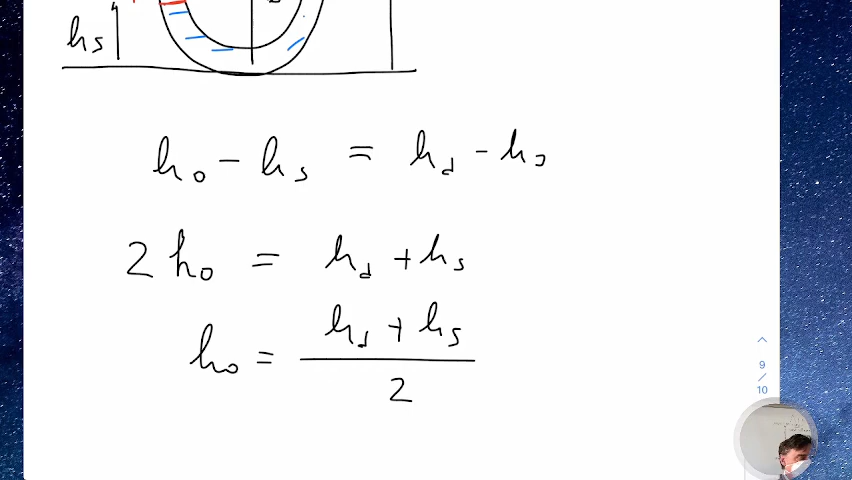 hs
h₀ - hs = hd - h₀
2 h₀ = hd + hs
h₀ = (hd + hs) / 2
9
/
10